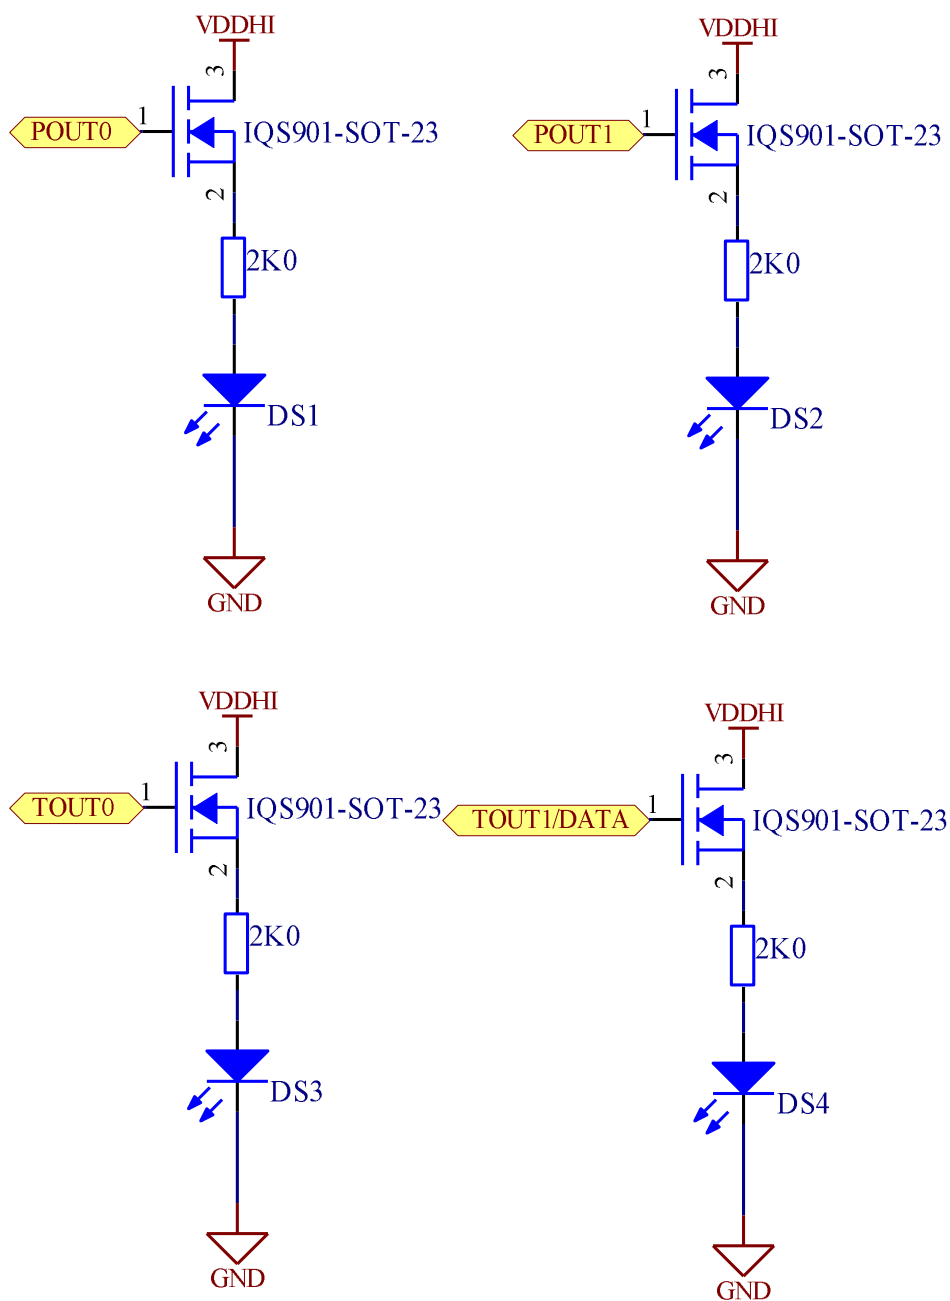 VDDHI
3
POUT0
1
IQS901-SOT-23
2
2K0
DS1
GND
VDDHI
3
POUT1
1
IQS901-SOT-23
2
2K0
DS2
GND
VDDHI
3
TOUT0
1
IQS901-SOT-23
2
2K0
DS3
GND
VDDHI
3
TOUT1/DATA
1
IQS901-SOT-23
2
2K0
DS4
GND